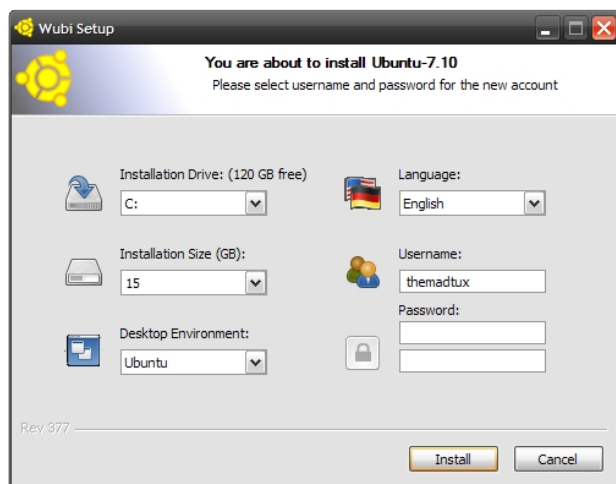 Wubi Setup
You are about to install Ubuntu-7.10
Please select username and password for the new account
Installation Drive: (120 GB free)
C:
Language:
English
Installation Size (GB):
15
Username:
themadtux
Password:
Desktop Environment:
Ubuntu
Rev 377
Install
Cancel